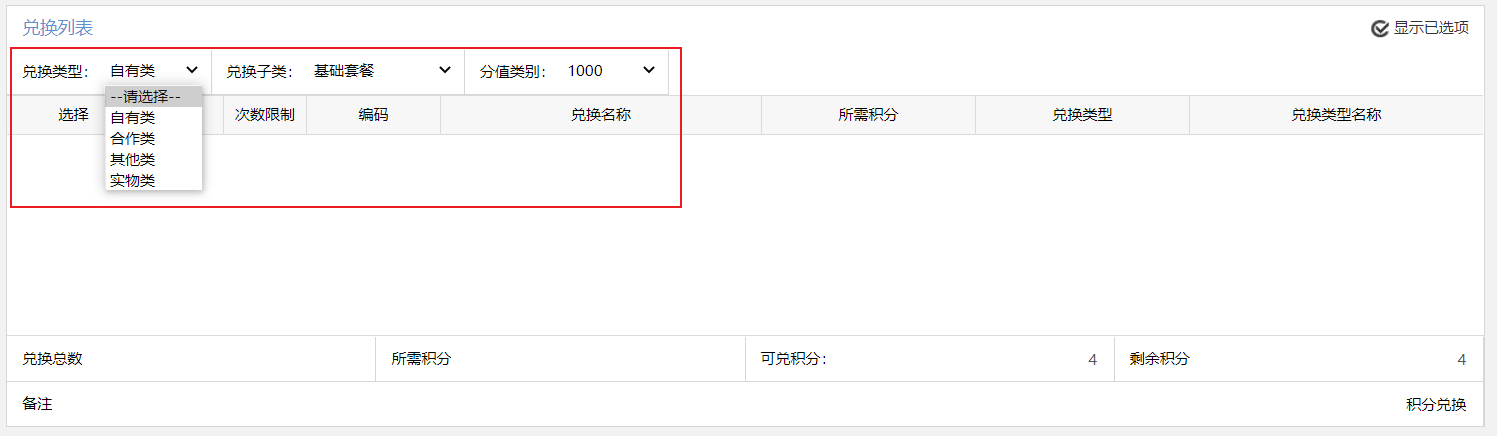 兑换列表 显示已选项
兑换类型： 自有类 兑换子类： 基础套餐 分值类别： 1000
--请选择--
自有类
合作类
其他类
实物类
选择 次数限制 编码 兑换名称 所需积分 兑换类型 兑换类型名称
兑换总数 所需积分 可兑积分： 4 剩余积分 4
备注 积分兑换